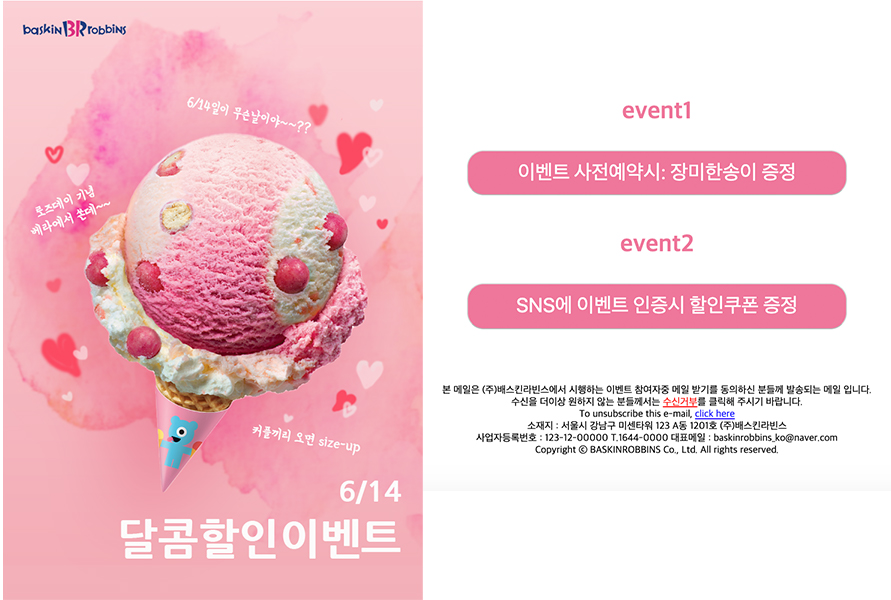 baskin BR robbins
6/14일이 무슨날이야~~??
로즈데이 기념
베라에서 쏜데~~
커플끼리 오면 size-up
6/14
달콤할인이벤트
event1
이벤트 사전예약시: 장미한송이 증정
event2
SNS에 이벤트 인증시 할인쿠폰 증정
본 메일은 (주)배스킨라빈스에서 시행하는 이벤트 참여자중 메일 받기를 동의하신 분들께 발송되는 메일 입니다.
수신을 더이상 원하지 않는 분들께서는 수신거부를 클릭해 주시기 바랍니다.
To unsubscribe this e-mail, click here
소재지 : 서울시 강남구 미센타워 123 A동 1201호 (주)배스킨라빈스
사업자등록번호 : 123-12-00000 T.1644-0000 대표메일 : baskinrobbins_ko@naver.com
Copyright ⓒ BASKINROBBINS Co., Ltd. All rights reserved.